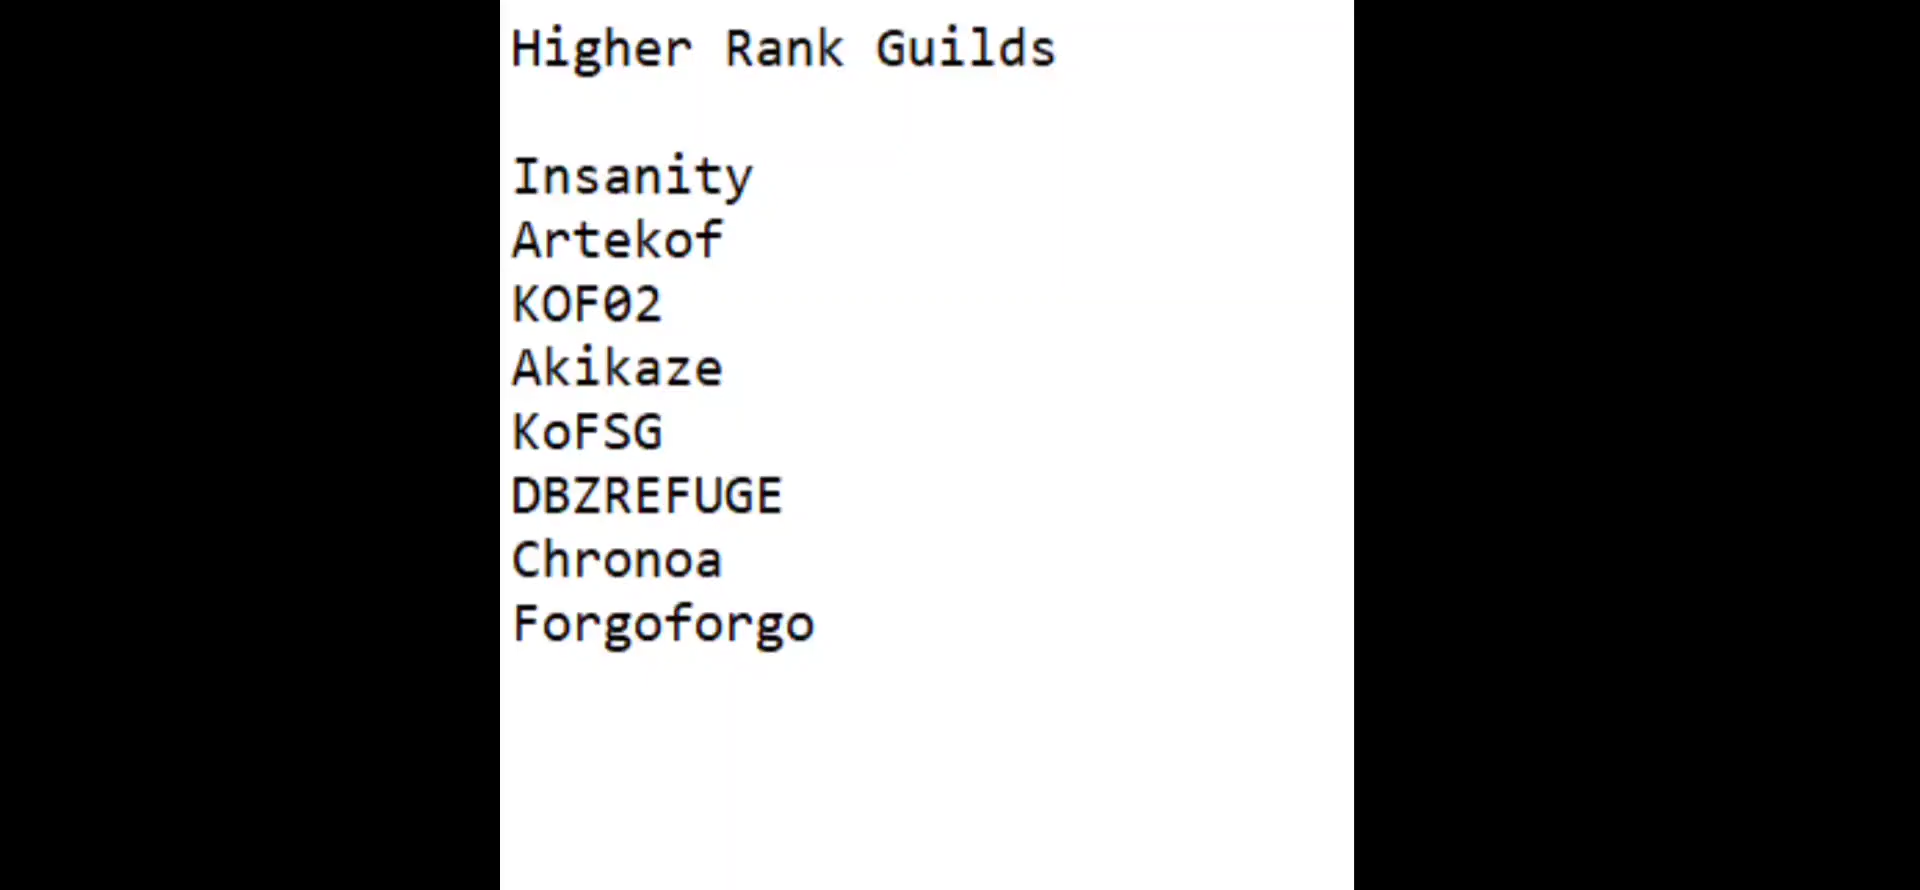 Higher Rank Guilds
Insanity
Artekof
KOF02
Akikaze
KoFSG
DBZREFUGE
Chronoa
Forgoforgo